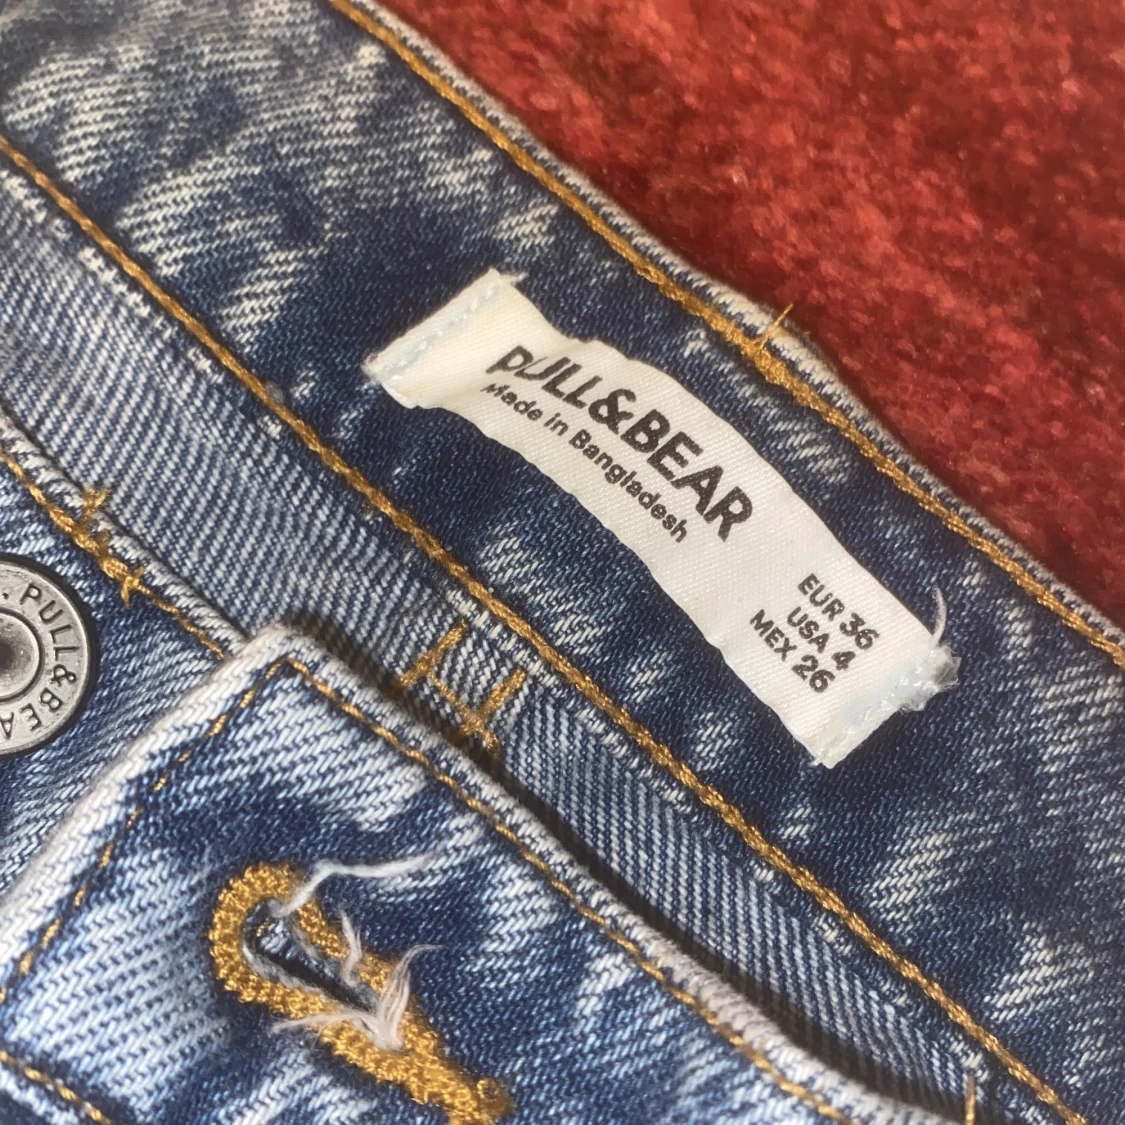 PULL&BEAR
Made in Bangladesh
EUR 36
USA 4
MEX 26
. PULL&BEA